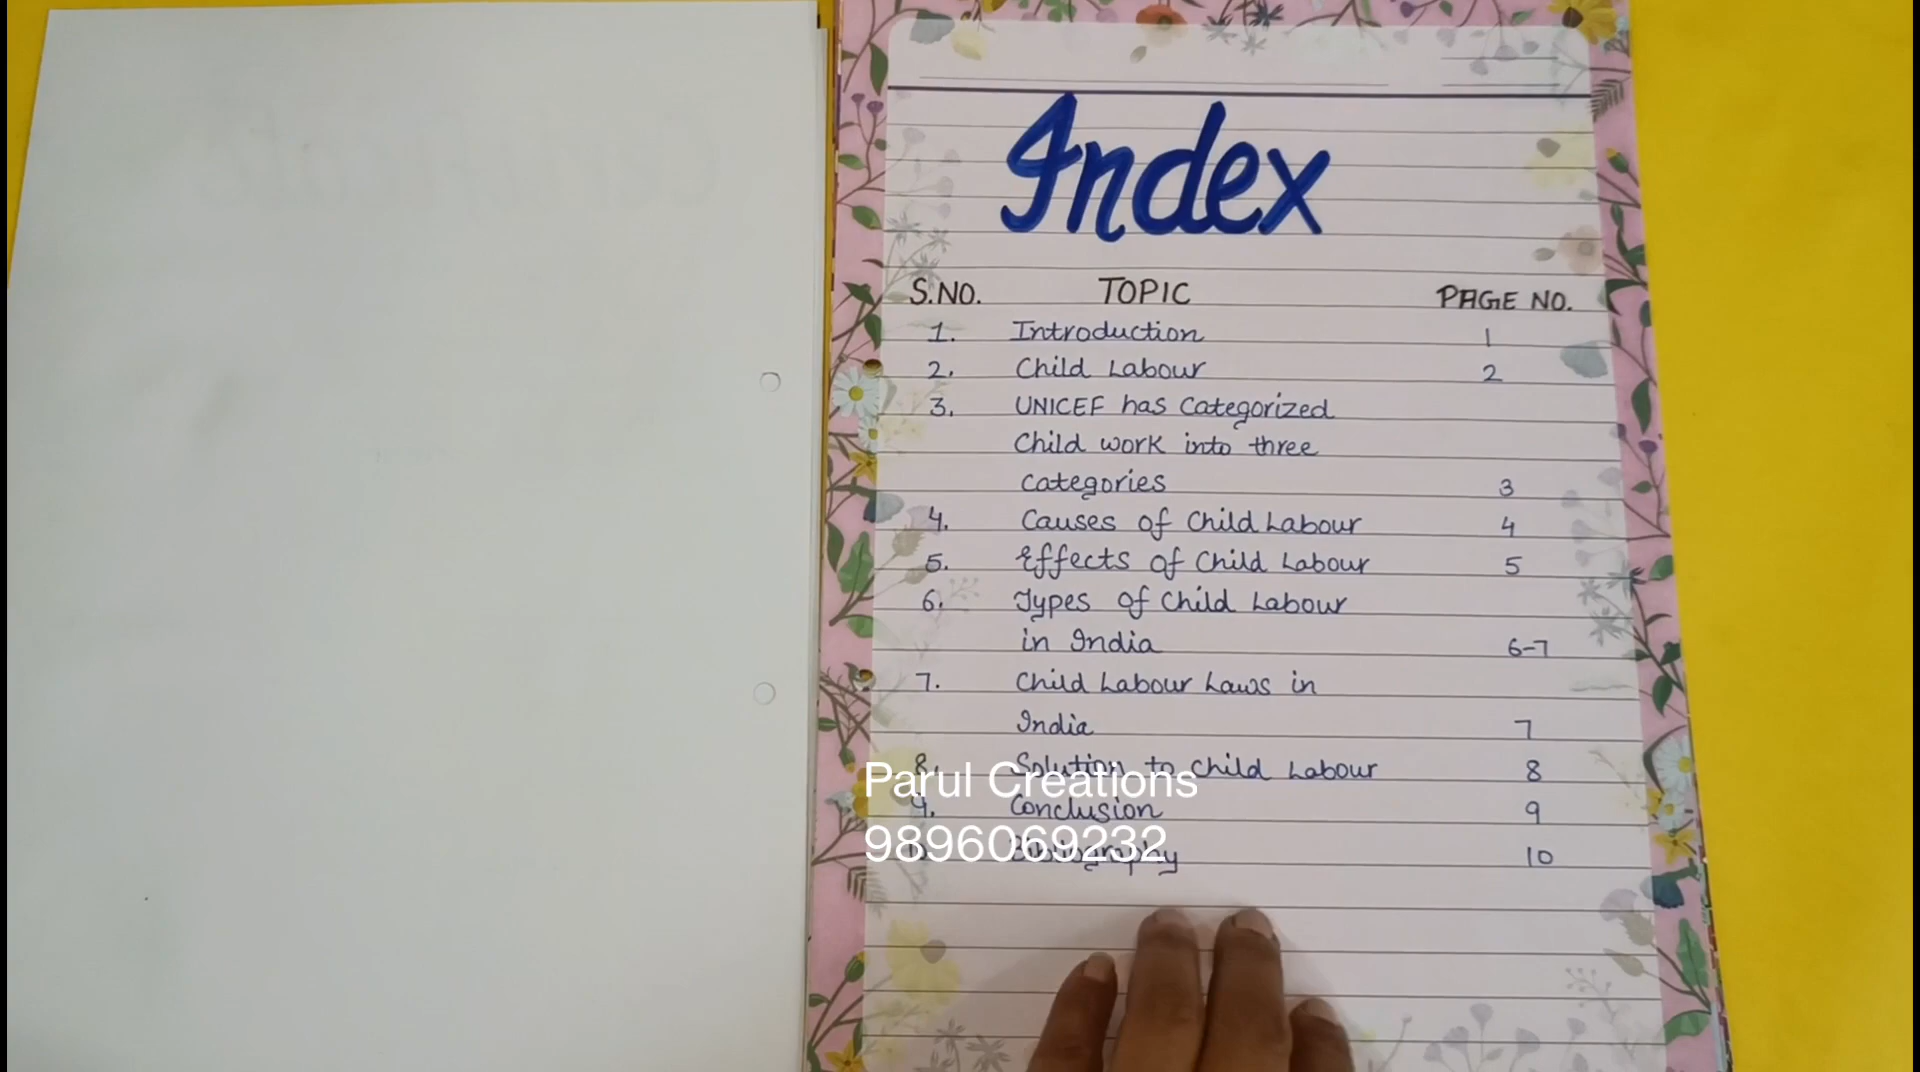 Index
S.NO. TOPIC PAGE NO.
1. Introduction 1
2. Child Labour 2
3. UNICEF has Categorized
Child work into three
categories 3
4. Causes of Child Labour 4
5. Effects of Child Labour 5
6. Types of Child Labour
in India 6-7
7. Child Labour Laws in
India 7
8. Solution to Child Labour 8
Parul Creations
9. Conclusion 9
9896069232
Bibliography 10